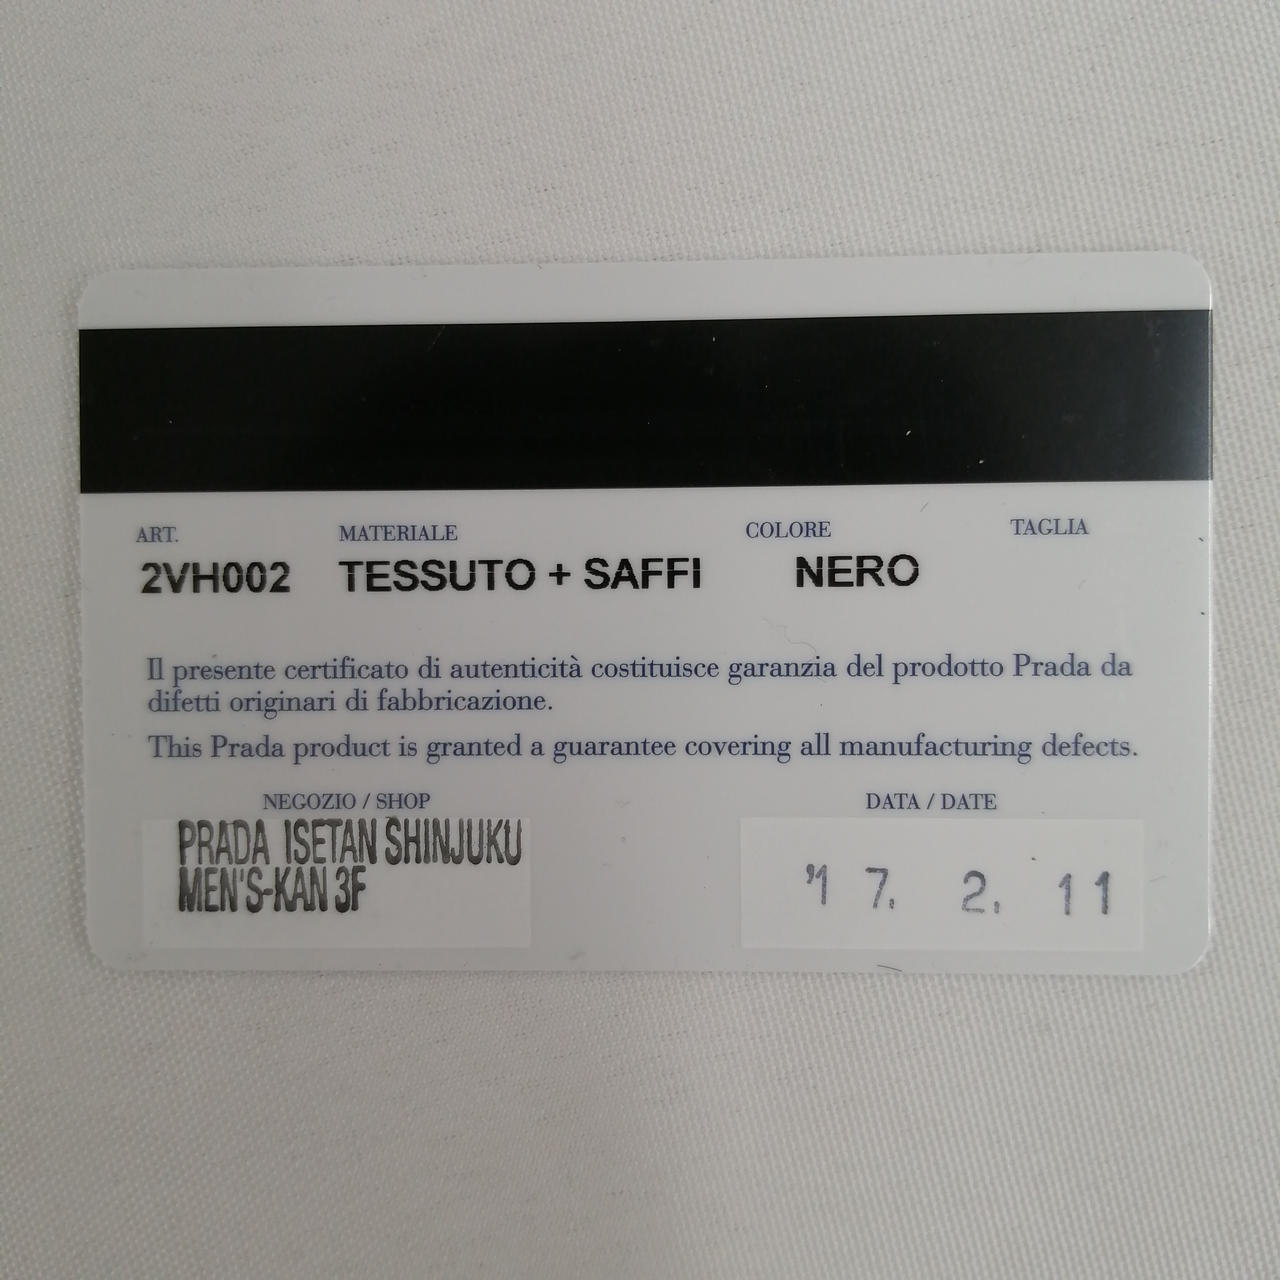 ART. MATERIALE COLORE TAGLIA
2VH002 TESSUTO + SAFFI NERO
Il presente certificato di autenticità costituisce garanzia del prodotto Prada da
difetti originari di fabbricazione.
This Prada product is granted a guarantee covering all manufacturing defects.
NEGOZIO / SHOP DATA / DATE
PRADA ISETAN SHINJUKU
MEN'S-KAN 3F
'17. 2. 11